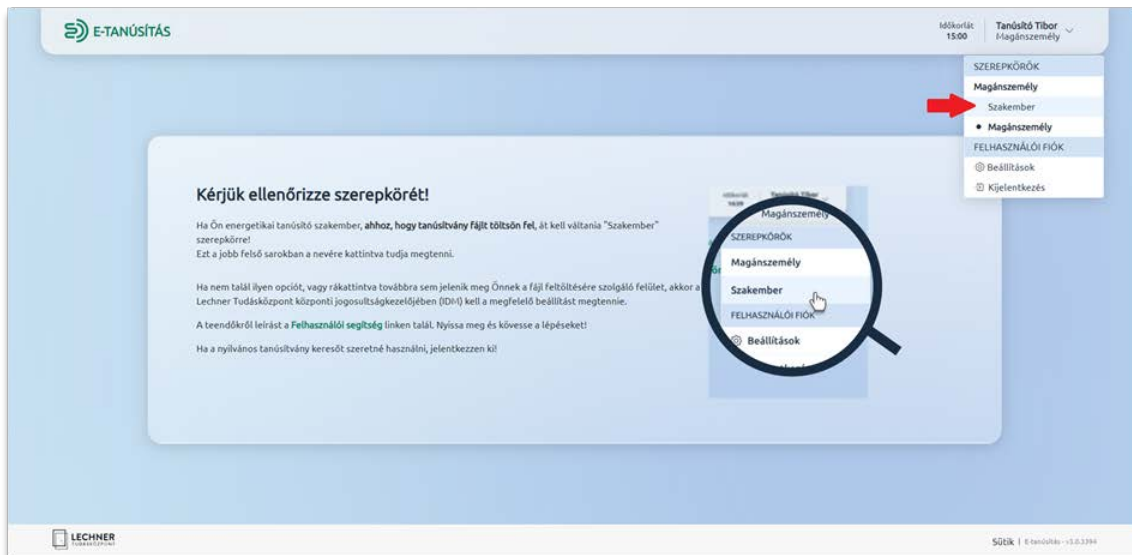 E-TANÚSÍTÁS
Időkorlát
15:00
Tanúsító Tibor
Magánszemély
SZEREPKÖRÖK
Magánszemély
Szakember
Magánszemély
FELHASZNÁLÓI FIÓK
Beállítások
Kijelentkezés
Kérjük ellenőrizze szerepkörét!
Ha Ön energetikai tanúsító szakember, ahhoz, hogy tanúsítvány fájlt töltsön fel, át kell váltania "Szakember"
szerepkörre!
Ezt a jobb felső sarokban a nevére kattintva tudja megtenni.
Ha nem talál ilyen opciót, vagy rákattintva továbbra sem jelenik meg Önnek a fájl feltöltésére szolgáló felület, akkor a
Lechner Tudásközpont központi jogosultságkezelőjében (IDM) kell a megfelelő beállítást megtennie.
A teendőkről leírást a Felhasználói segítség linken talál. Nyissa meg és kövesse a lépéseket!
Ha a nyilvános tanúsítvány keresőt szeretné használni, jelentkezzen ki!
Magánszemély
SZEREPKÖRÖK
Magánszemély
Szakember
FELHASZNÁLÓI FIÓK
Beállítások
LECHNER
TUDÁSKÖZPONT
Sütik | E-tanúsítás - v3.0.3394